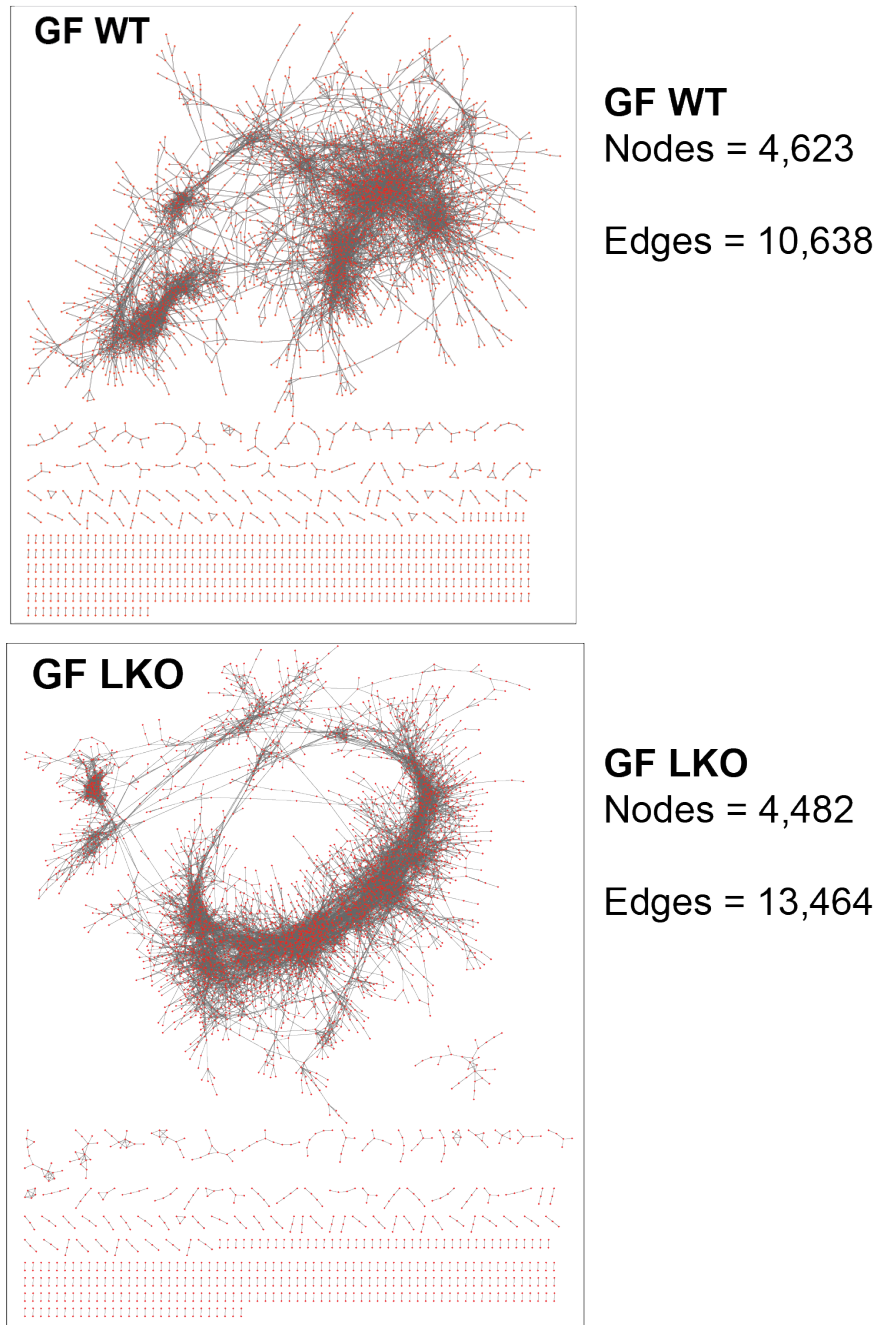 GF WT
GF WT
Nodes = 4,623
Edges = 10,638
GF LKO
GF LKO
Nodes = 4,482
Edges = 13,464